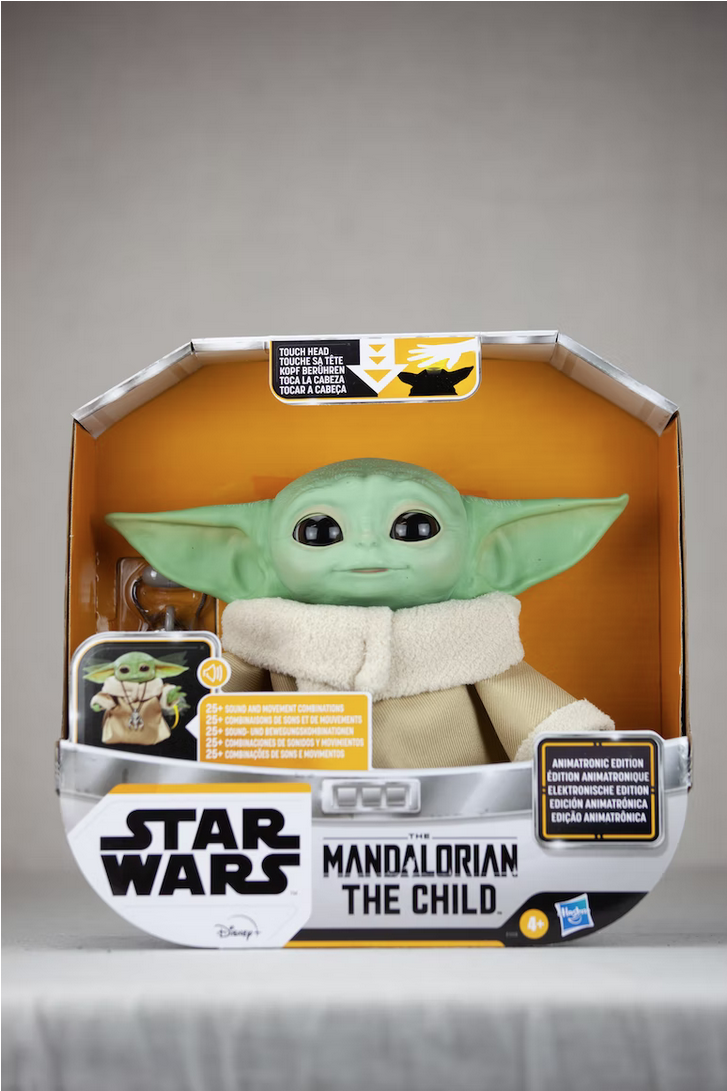 TOUCH HEAD
TOUCHE SA TÊTE
KOPF BERÜHREN
TOCA LA CABEZA
TOCAR A CABEÇA
25+ SOUND AND MOVEMENT COMBINATIONS
25+ COMBINAISONS DE SONS ET DE MOUVEMENTS
25+ SOUND- UND BEWEGUNGSKOMBINATIONEN
25+ COMBINACIONES DE SONIDOS Y MOVIMIENTOS
25+ COMBINAÇÕES DE SONS E MOVIMENTOS
ANIMATRONIC EDITION
ÉDITION ANIMATRONIQUE
ELEKTRONISCHE EDITION
EDICIÓN ANIMATRÓNICA
EDIÇÃO ANIMATRÔNICA
STAR
WARS
Disney+
THE
MANDALORIAN
THE CHILD
4+
Hasbro